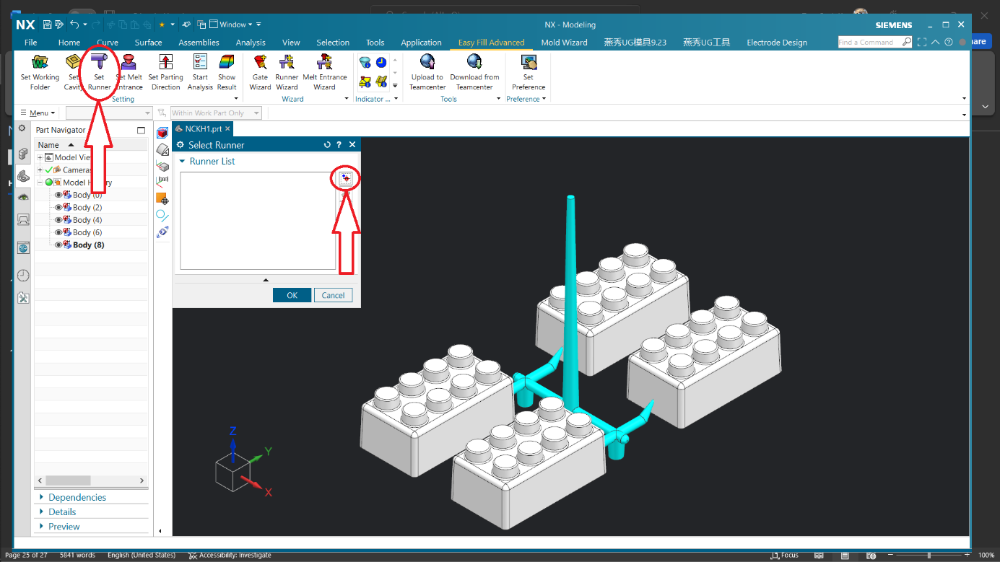 NX
Window
NX - Modeling
SIEMENS
File Home Curve Surface Assemblies Analysis View Selection Tools Application Easy Fill Advanced Mold Wizard 燕秀UG模具9.23 燕秀UG工具 Electrode Design
Find a Command
are
Set Working Folder
Set Cavity
Set Runner
Set Melt Entrance
Set Parting Direction
Start Analysis
Show Result
Gate Wizard
Runner Wizard
Melt Entrance Wizard
Upload to Teamcenter
Download from Teamcenter
Set Preference
Setting Wizard Indicator ... Tools Preference
Menu
Within Work Part Only
Part Navigator
NCKH1.prt
Name
Model Vie
Cameras
Model History
Body (0)
Body (2)
Body (4)
Body (6)
Body (8)
Select Runner
?
Runner List
OK Cancel
Z
Y
X
Dependencies
Details
Preview
Page 25 of 27 5841 words English (United States) Accessibility: Investigate Focus 100%